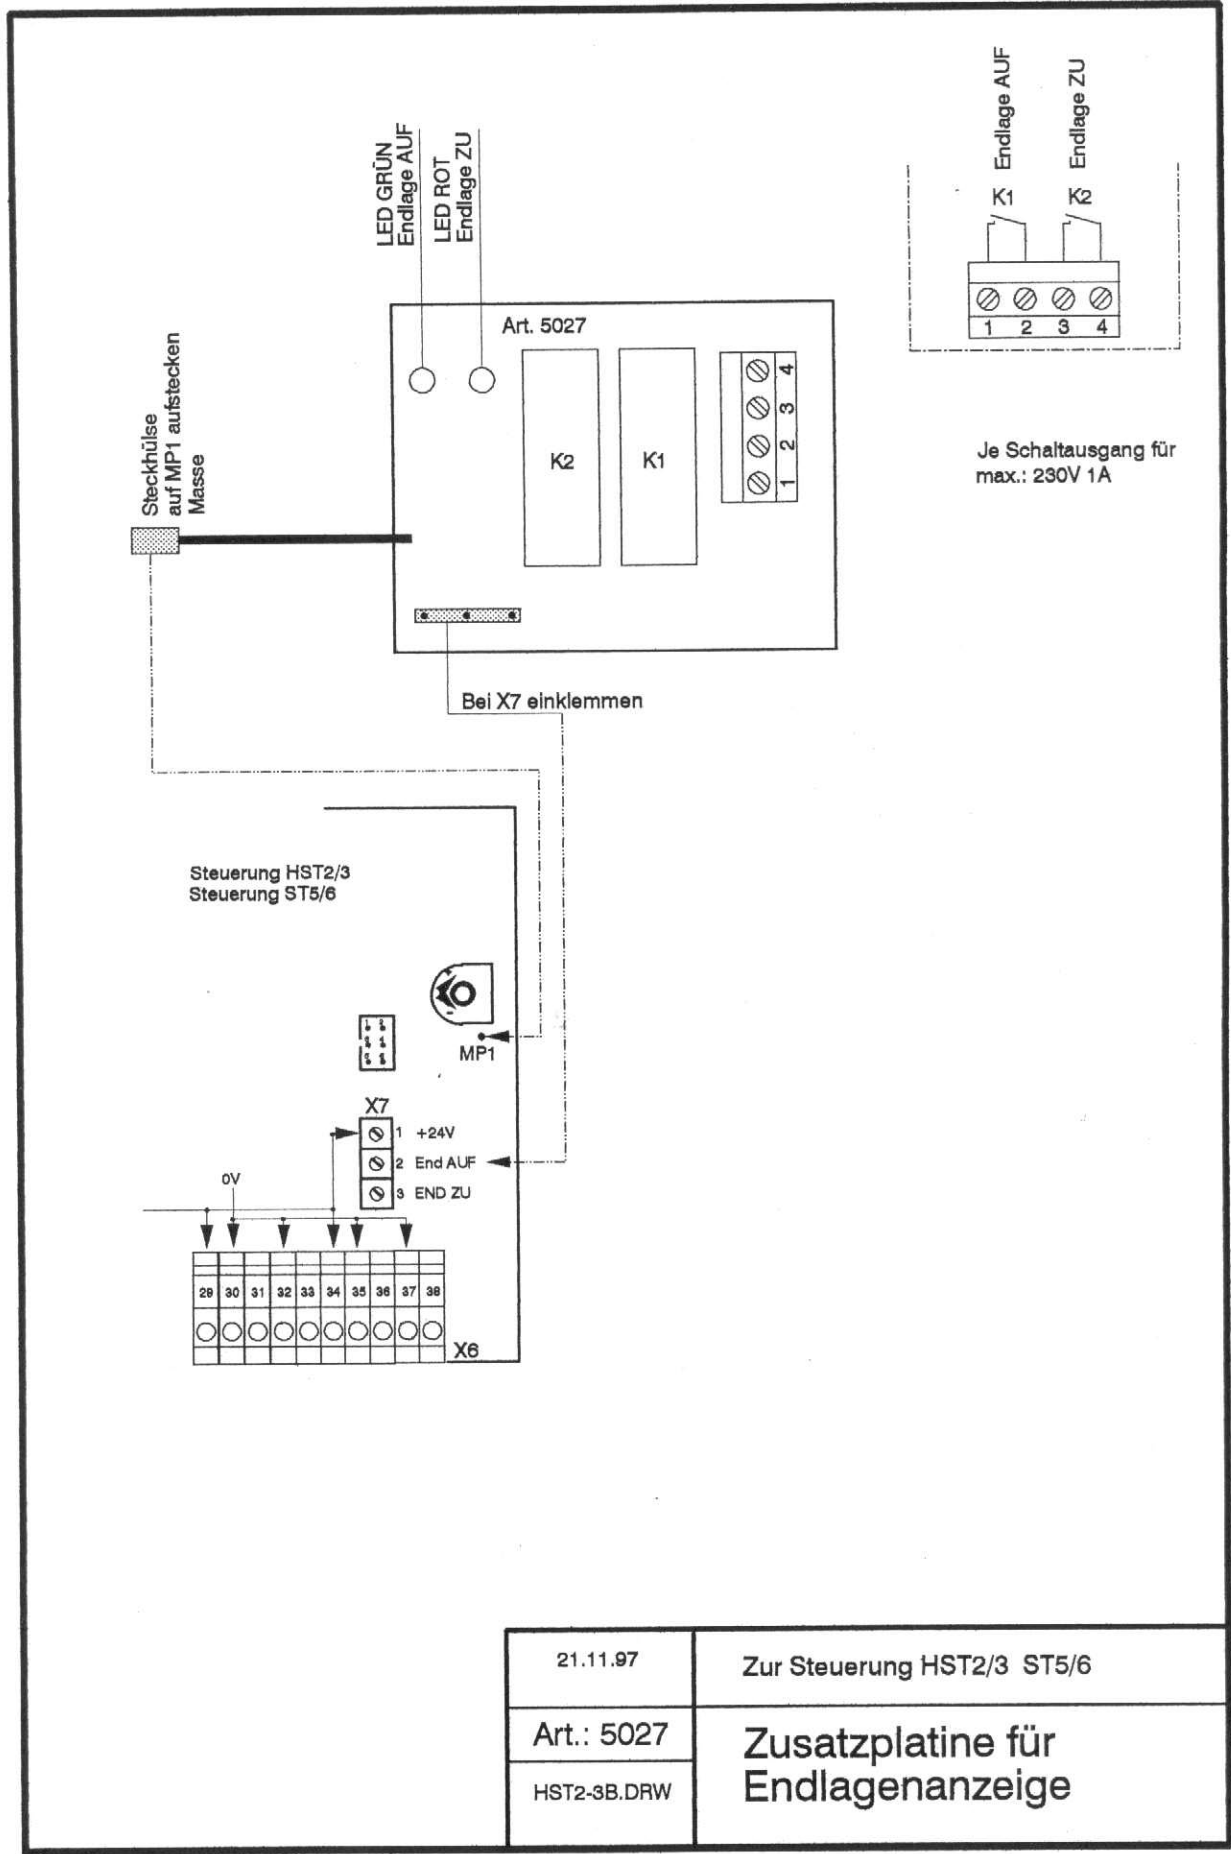 Endlage AUF
Endlage ZU
K1
K2
1 2 3 4
LED GRÜN
Endlage AUF
LED ROT
Endlage ZU
Art. 5027
K2
K1
4
3
2
1
Je Schaltausgang für
max.: 230V 1A
Steckhülse
auf MP1 aufstecken
Masse
Bei X7 einklemmen
Steuerung HST2/3
Steuerung ST5/6
+
-
1 2
MP1
X7
1 +24V
2 End AUF
3 END ZU
0V
29 30 31 32 33 34 35 36 37 38
X6
21.11.97
Zur Steuerung HST2/3 ST5/6
Art.: 5027
Zusatzplatine für
Endlagenanzeige
HST2-3B.DRW